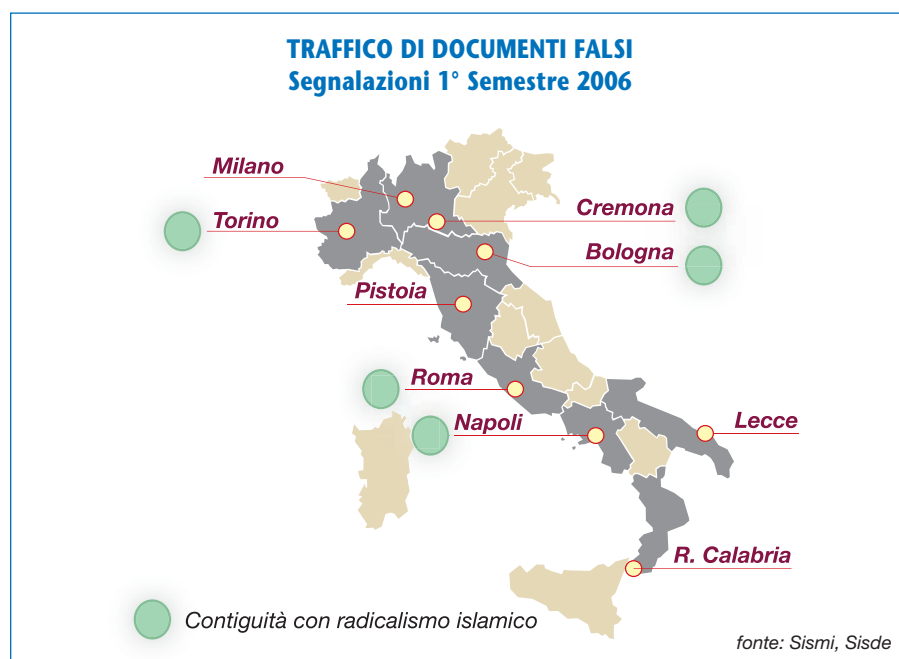 TRAFFICO DI DOCUMENTI FALSI
Segnalazioni 1° Semestre 2006
Milano
Torino
Cremona
Bologna
Pistoia
Roma
Napoli
Lecce
R. Calabria
Contiguità con radicalismo islamico
fonte: Sismi, Sisde